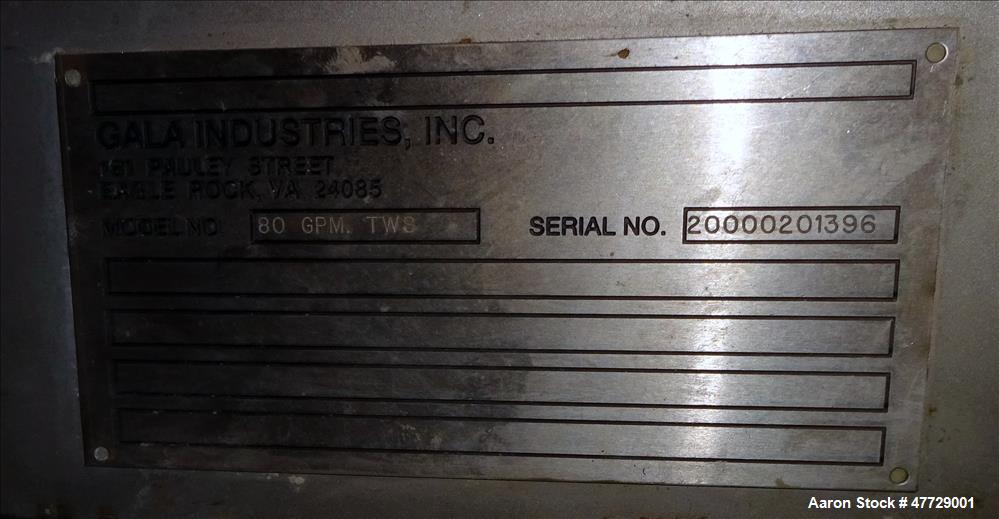 GALA INDUSTRIES, INC.
181 PAULEY STREET
EAGLE ROCK, VA 24085
MODEL NO. 80 GPM. TWS SERIAL NO. 20000201396
Aaron Stock # 47729001